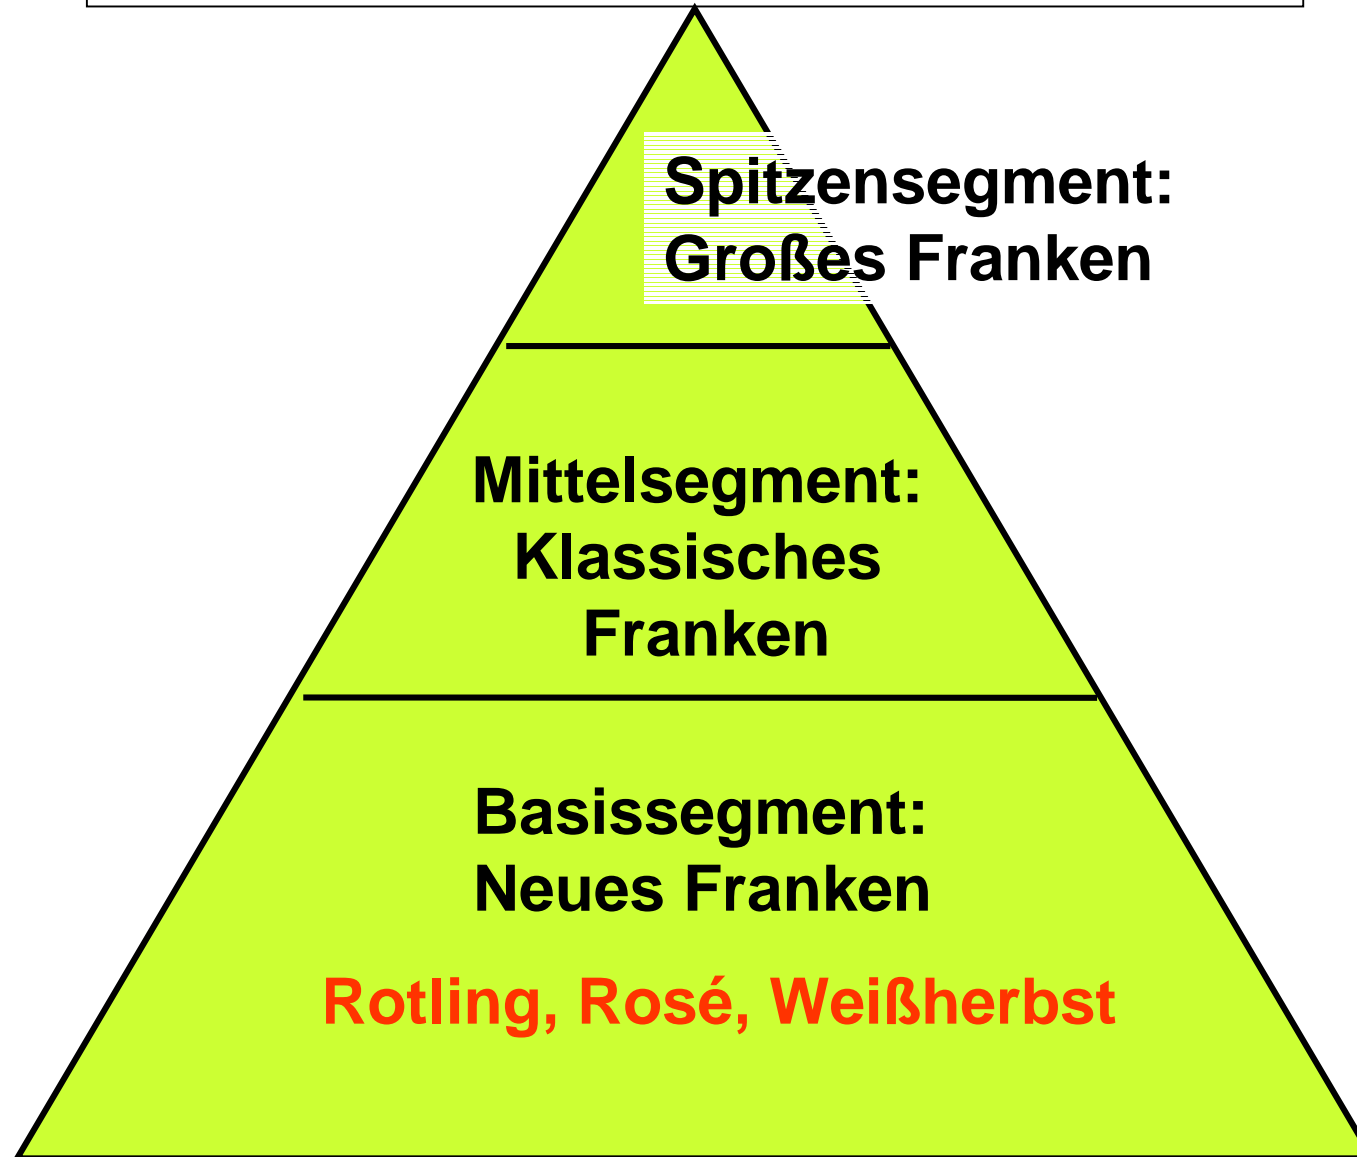 Spitzensegment:
Großes Franken
Mittelsegment:
Klassisches
Franken
Basissegment:
Neues Franken
Rotling, Rosé, Weißherbst